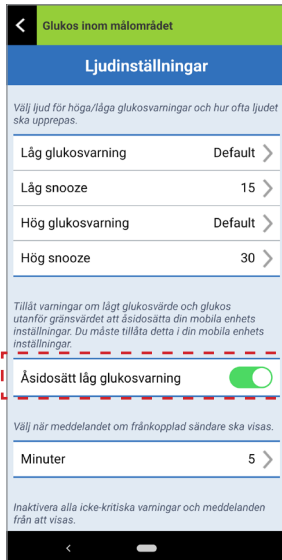 Glukos inom målområdet
Ljudinställningar
Välj ljud för höga/låga glukosvarningar och hur ofta ljudet
ska upprepas.
Låg glukosvarning Default
Låg snooze 15
Hög glukosvarning Default
Hög snooze 30
Tillåt varningar om lågt glukosvärde och glukos
utanför gränsvärdet att åsidosätta din mobila enhets
inställningar. Du måste tillåta detta i din mobila enhets
inställningar.
Åsidosätt låg glukosvarning
Välj när meddelandet om frånkopplad sändare ska visas.
Minuter 5
Inaktivera alla icke-kritiska varningar och meddelanden
från att visas.